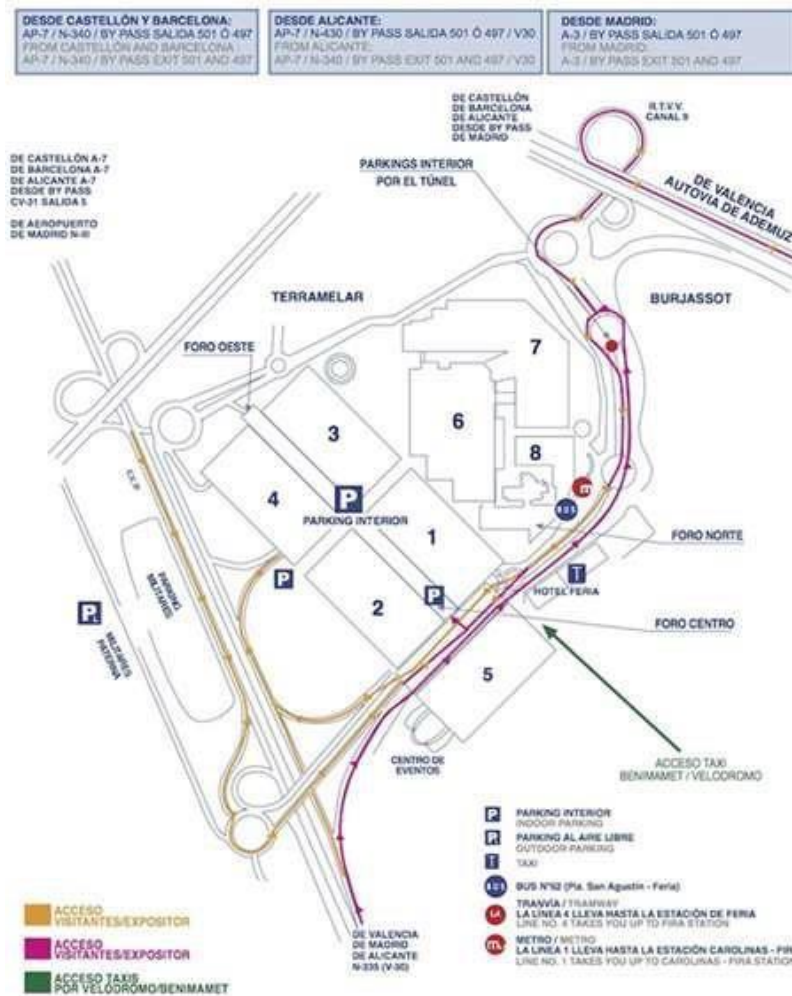 DESDE CASTELLÓN Y BARCELONA:
AP-7 / N-340 / BY PASS SALIDA 501 Ó 497
FROM CASTELLÓN AND BARCELONA
AP-7 / N-340 / BY PASS EXIT 501 AND 497
DESDE ALICANTE:
AP-7 / N-430 / BY PASS SALIDA 501 Ó 497 / V30
FROM ALICANTE:
AP-7 / N-340 / BY PASS EXIT 501 AND 497 / V30
DESDE MADRID:
A-3 / BY PASS SALIDA 501 Ó 497
FROM MADRID:
A-3 / BY PASS EXIT 501 AND 497
DE CASTELLÓN
DE BARCELONA
DE ALICANTE
DESDE BY PASS
DE MADRID
R.T.V.V.
CANAL 9
DE CASTELLÓN A-7
DE BARCELONA A-7
DE ALICANTE A-7
DESDE BY PASS
CV-31 SALIDA 5
DE AEROPUERTO
DE MADRID N-III
PARKINGS INTERIOR
POR EL TÚNEL
DE VALENCIA
AUTOVIA DE ADEMUZ
TERRAMELAR
BURJASSOT
FORO OESTE
7
3
6
8
4
P
PARKING INTERIOR
BUS
m
1
FORO NORTE
P
2
P
T
HOTEL FERIA
FORO CENTRO
PARKING
MILITARES
P
MILITARES
PATERNA
5
CENTRO DE
EVENTOS
ACCESO TAXI
BENIMAMET / VELODROMO
P PARKING INTERIOR
INDOOR PARKING
P PARKING AL AIRE LIBRE
OUTDOOR PARKING
T TAXI
BUS BUS Nº62 (Pla. San Agustín - Feria)
TRANVÍA / TRAMWAY
LA LÍNEA 4 LLEVA HASTA LA ESTACIÓN DE FERIA
LINE NO. 4 TAKES YOU UP TO FERIA STATION
METRO / METRO
LA LINEA 1 LLEVA HASTA LA ESTACIÓN CAROLINAS - FIRA
LINE NO. 1 TAKES YOU UP TO CAROLINAS - FIRA STATION
ACCESO
VISITANTES/EXPOSITOR
ACCESO
VISITANTES/EXPOSITOR
ACCESO TAXIS
POR VELODROMO/BENIMAMET
DE VALENCIA
DE MADRID
DE ALICANTE
N-335 (V-30)